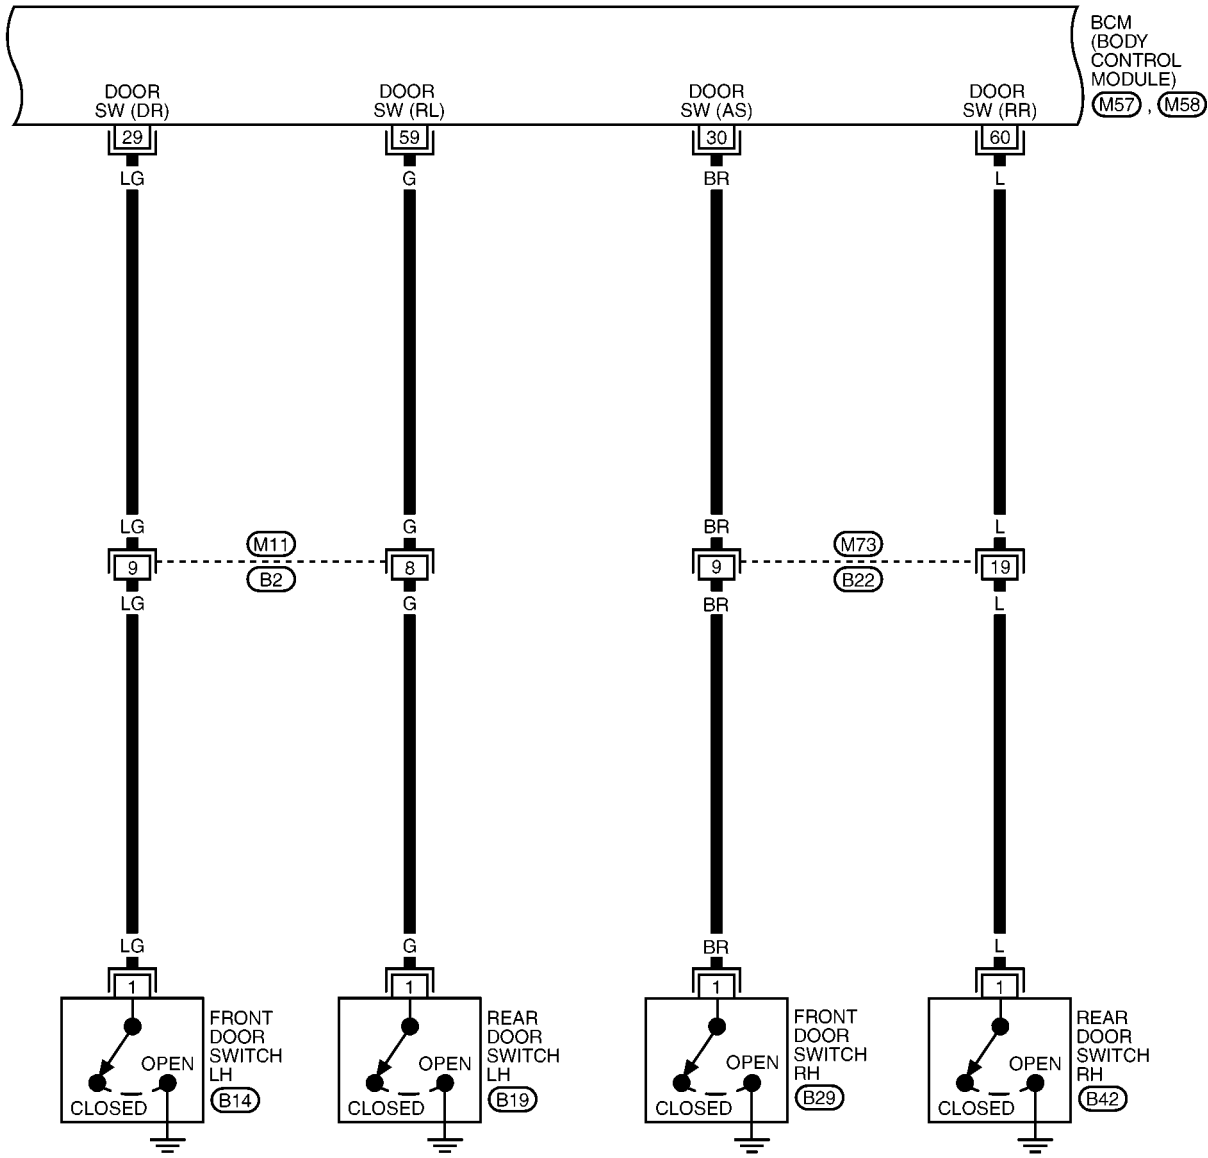 BCM
(BODY
CONTROL
MODULE)
M57 , M58
DOOR
SW (DR)
DOOR
SW (RL)
DOOR
SW (AS)
DOOR
SW (RR)
29
59
30
60
LG
G
BR
L
LG
G
BR
L
M11
M73
9
8
9
19
B2
B22
LG
G
BR
L
LG
G
BR
L
1
1
1
1
OPEN
CLOSED
FRONT
DOOR
SWITCH
LH
B14
OPEN
CLOSED
REAR
DOOR
SWITCH
LH
B19
OPEN
CLOSED
FRONT
DOOR
SWITCH
RH
B29
OPEN
CLOSED
REAR
DOOR
SWITCH
RH
B42